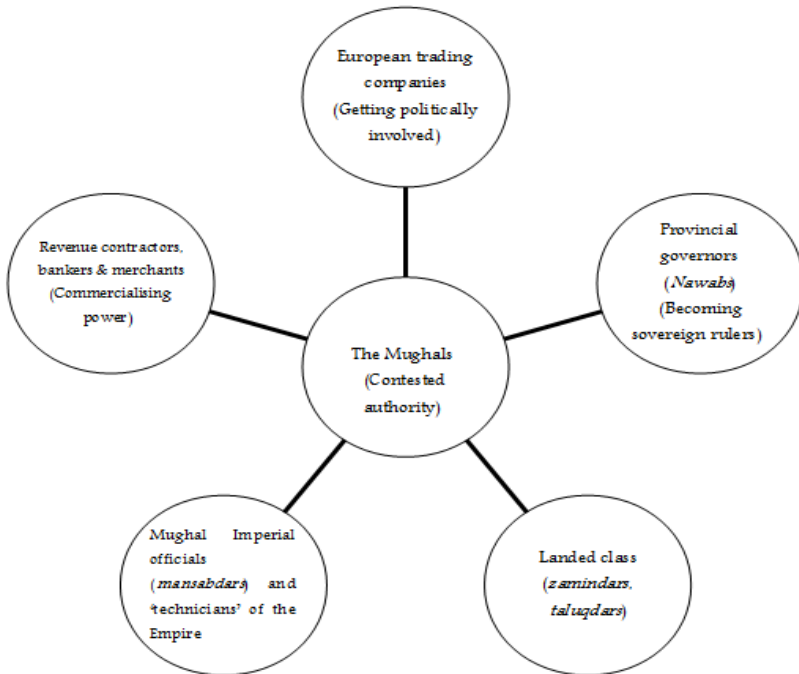 European trading
companies
(Getting politically
involved)
Revenue contractors,
bankers & merchants
(Commercialising
power)
Provincial
governors
(Nawabs)
(Becoming
sovereign rulers)
The Mughals
(Contested
authority)
Mughal Imperial
officials
(mansabdars) and
‘technicians’ of the
Empire
Landed class
(zamindars,
taluqdars)